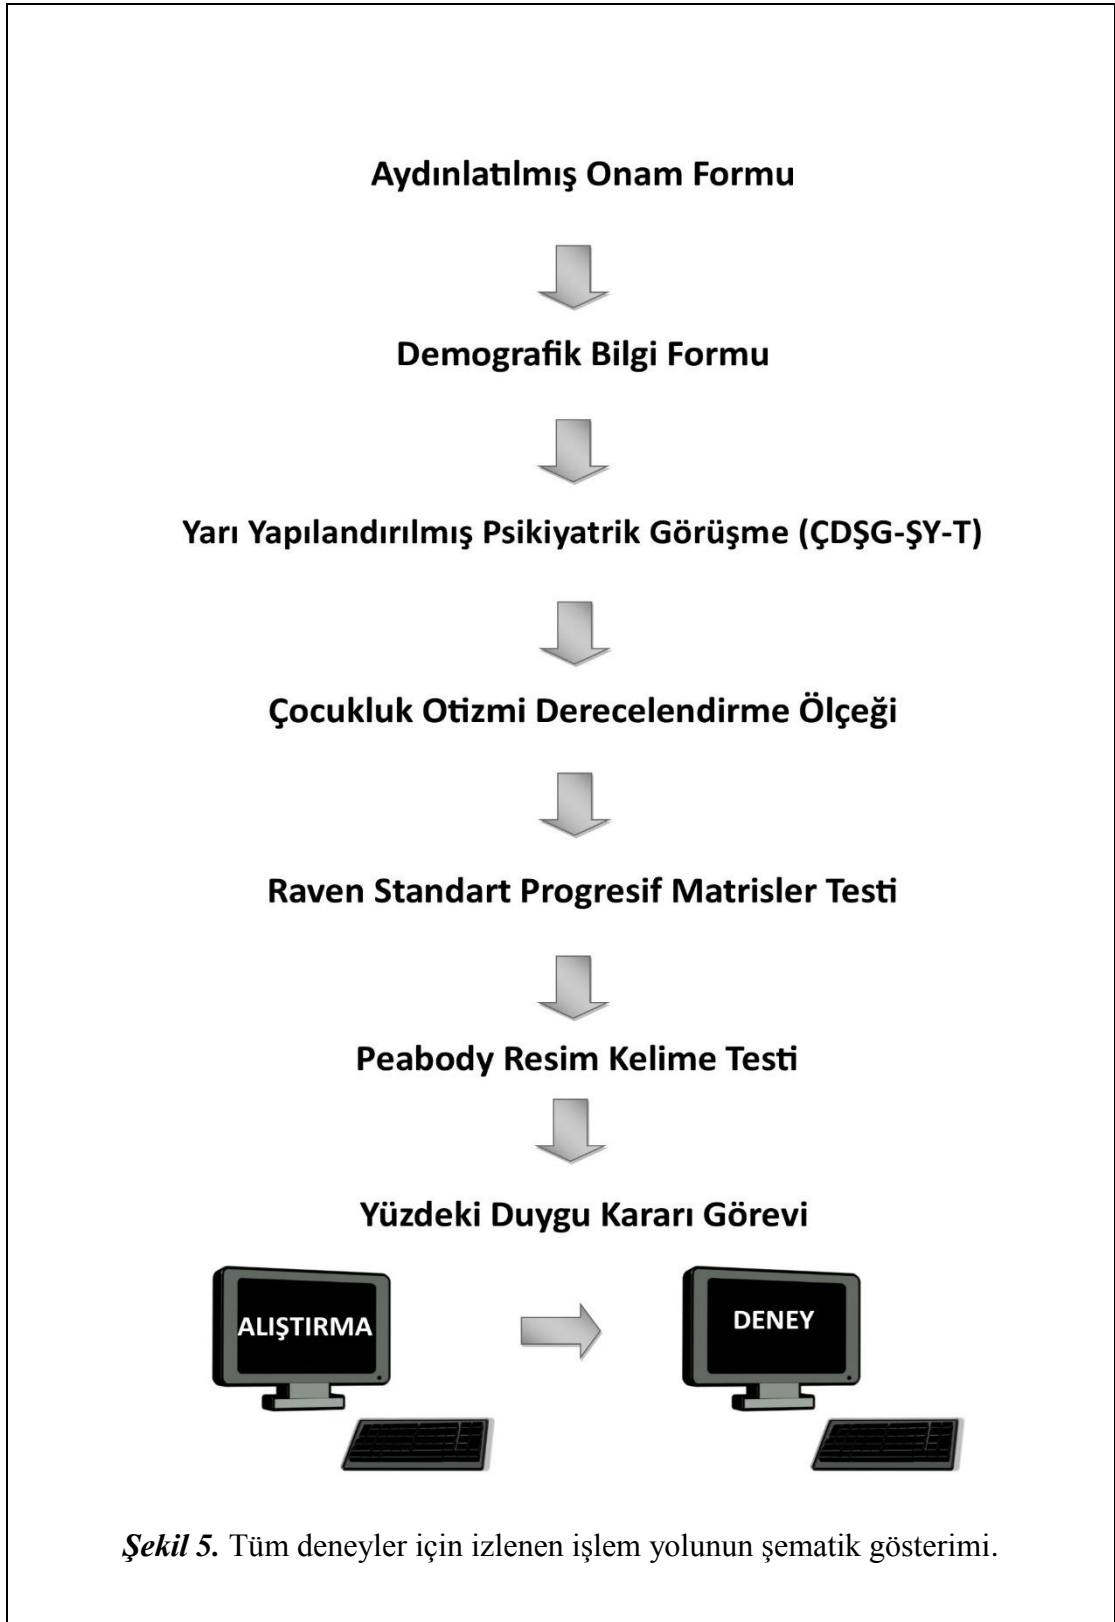 Aydınlatılmış Onam Formu
Demografik Bilgi Formu
Yarı Yapılandırılmış Psikiyatrik Görüşme (ÇDŞG-ŞY-T)
Çocukluk Otizmi Derecelendirme Ölçeği
Raven Standart Progresif Matrisler Testi
Peabody Resim Kelime Testi
Yüzdeki Duygu Kararı Görevi
ALIŞTIRMA
DENEY
Şekil 5. Tüm deneyler için izlenen işlem yolunun şematik gösterimi.